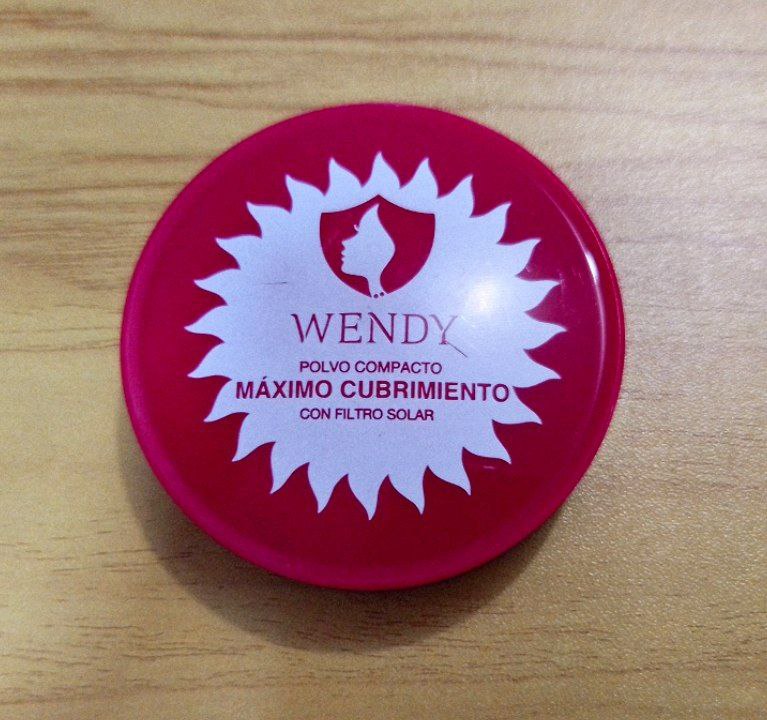 WENDY
POLVO COMPACTO
MÁXIMO CUBRIMIENTO
CON FILTRO SOLAR